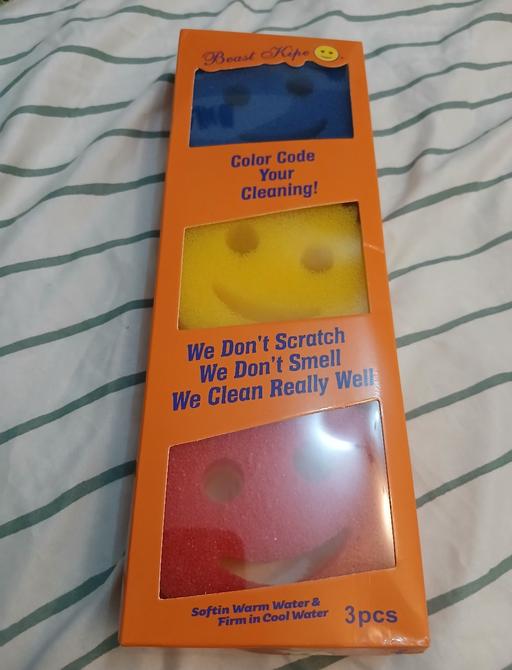 Beast Kipe
Color Code
Your
Cleaning!
We Don't Scratch
We Don't Smell
We Clean Really Well
Softin Warm Water &
Firm in Cool Water
3pcs